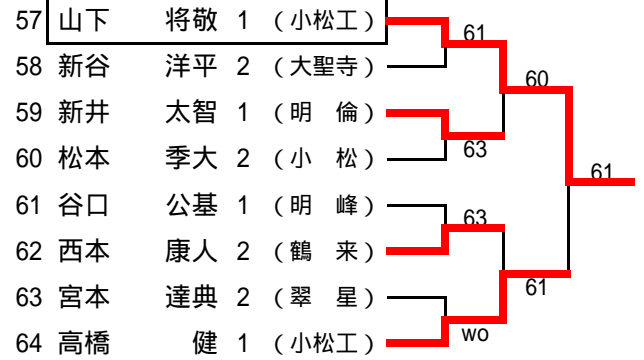 57 山下 将敬 1 （小松工）
61
58 新谷 洋平 2 （大聖寺）
60
59 新井 太智 1 （明 倫）
63
60 松本 季大 2 （小 松）
61
61 谷口 公基 1 （明 峰）
63
62 西本 康人 2 （鶴 来）
61
63 宮本 達典 2 （翠 星）
wo
64 高橋 健 1 （小松工）